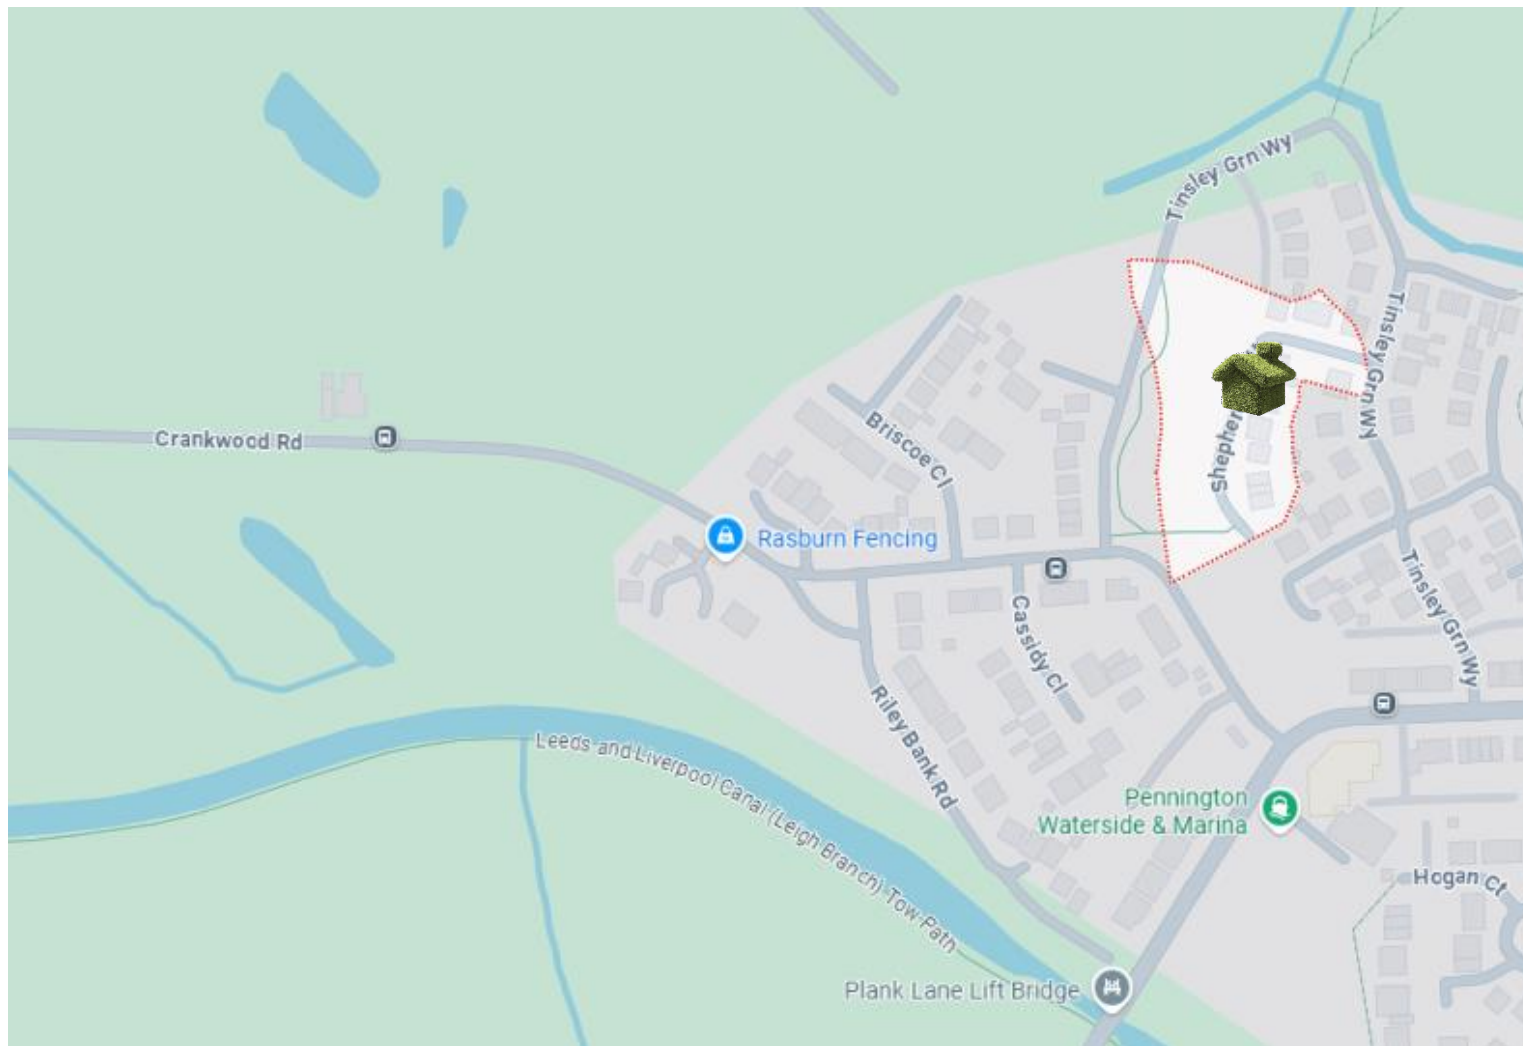 Tinsley Grn Wy
Tinsley Grn Wy
Shepher
Briscoe Cl
Crankwood Rd
Rasburn Fencing
Tinsley Grn Wy
Cassidy Cl
Riley Bank Rd
Leeds and Liverpool Canal (Leigh Branch) Tow Path
Pennington
Waterside & Marina
Hogan Ct
Plank Lane Lift Bridge